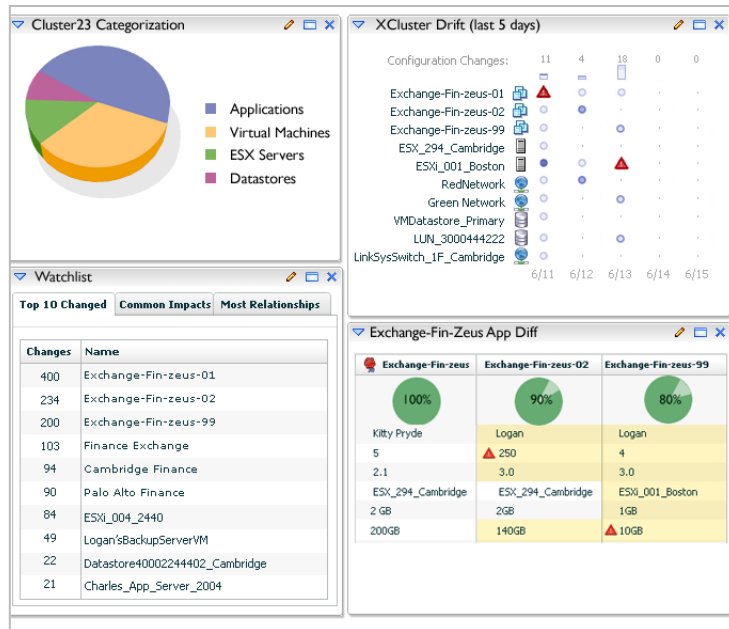 Cluster23 Categorization
Applications
Virtual Machines
ESX Servers
Datastores
XCluster Drift (last 5 days)
Configuration Changes: 11 4 18 0 0
Exchange-Fin-zeus-01
Exchange-Fin-zeus-02
Exchange-Fin-zeus-99
ESX_294_Cambridge
ESXi_001_Boston
RedNetwork
Green Network
VMDatastore_Primary
LUN_3000444222
LinkSysSwitch_1F_Cambridge
6/11 6/12 6/13 6/14 6/15
Watchlist
Top 10 Changed Common Impacts Most Relationships
Changes Name
400 Exchange-Fin-zeus-01
234 Exchange-Fin-zeus-02
200 Exchange-Fin-zeus-99
103 Finance Exchange
94 Cambridge Finance
90 Palo Alto Finance
84 ESXi_004_2440
49 Logan'sBackupServerVM
22 Datastore40002244402_Cambridge
21 Charles_App_Server_2004
Exchange-Fin-Zeus App Diff
Exchange-Fin-zeus Exchange-Fin-zeus-02 Exchange-Fin-zeus-99
100% 90% 80%
Kitty Pryde Logan Logan
5 250 4
2.1 3.0 3.0
ESX_294_Cambridge ESX_294_Cambridge ESXi_001_Boston
2 GB 2GB 1GB
200GB 140GB 10GB